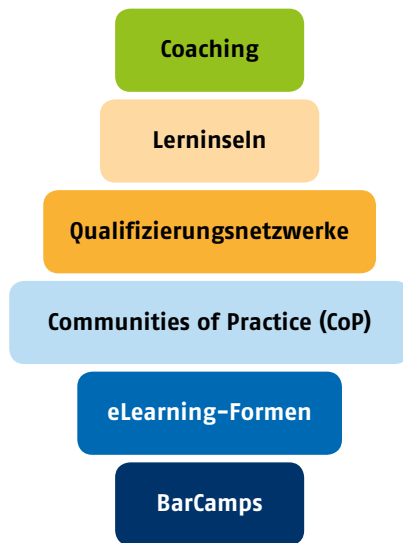 Coaching
Lerninseln
Qualifizierungsnetzwerke
Communities of Practice (CoP)
eLearning-Formen
BarCamps